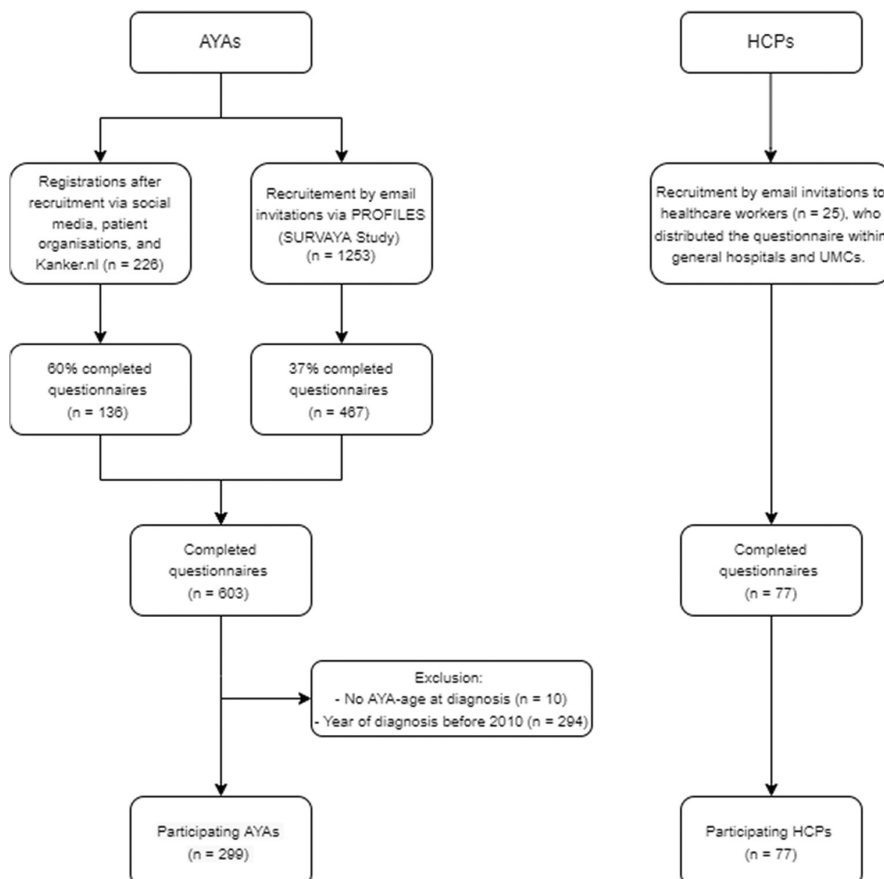 AYAs
HCPs
Registrations after
recruitment via social
media, patient
organisations, and
Kanker.nl (n = 226)
Recruitement by email
invitations via PROFILES
(SURVAYA Study)
(n = 1253)
Recruitment by email invitations to
healthcare workers (n = 25), who
distributed the questionnaire within
general hospitals and UMCs.
60% completed
questionnaires
(n = 136)
37% completed
questionnaires
(n = 467)
Completed
questionnaires
(n = 603)
Completed
questionnaires
(n = 77)
Exclusion:
- No AYA-age at diagnosis (n = 10)
- Year of diagnosis before 2010 (n = 294)
Participating AYAs
(n = 299)
Participating HCPs
(n = 77)